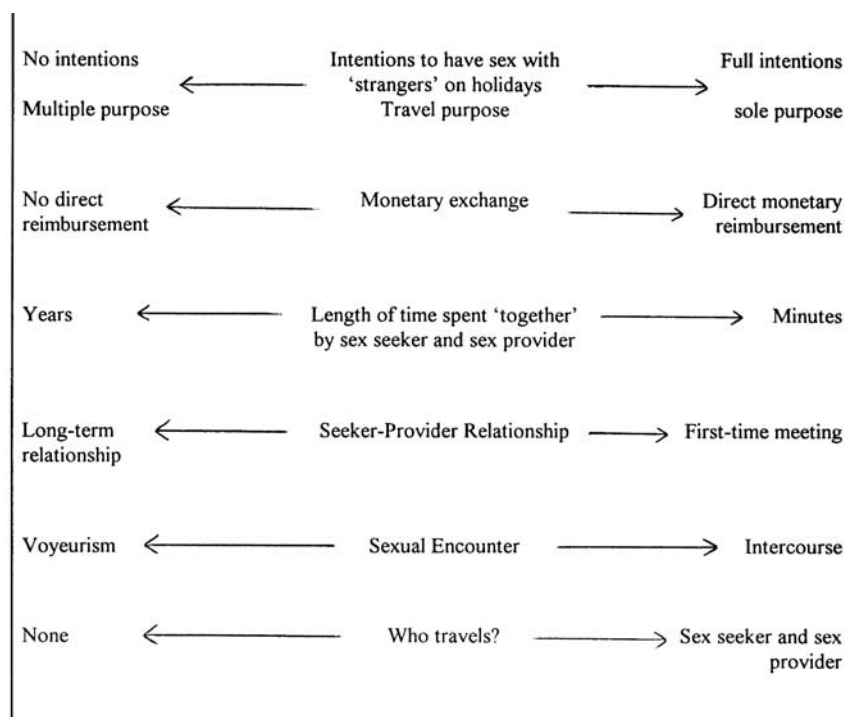 No intentions
Intentions to have sex with
‘strangers’ on holidays
Full intentions
Multiple purpose
Travel purpose
sole purpose
No direct
reimbursement
Monetary exchange
Direct monetary
reimbursement
Years
Length of time spent ‘together’
by sex seeker and sex provider
Minutes
Long-term
relationship
Seeker-Provider Relationship
First-time meeting
Voyeurism
Sexual Encounter
Intercourse
None
Who travels?
Sex seeker and sex
provider